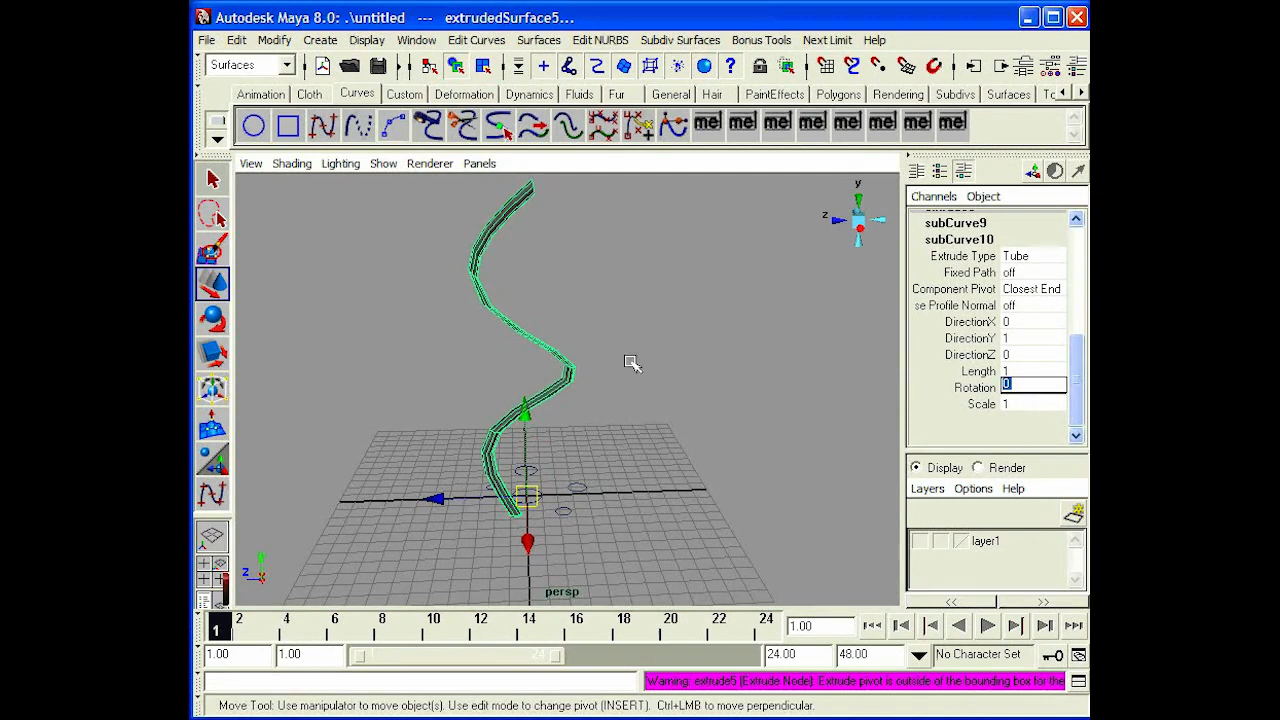 Autodesk Maya 8.0: .\untitled --- extrudedSurface5...
File Edit Modify Create Display Window Edit Curves Surfaces Edit NURBS Subdiv Surfaces Bonus Tools Next Limit Help
Surfaces
Animation Cloth Curves Custom Deformation Dynamics Fluids Fur General Hair PaintEffects Polygons Rendering Subdivs Surfaces
mel mel mel mel mel mel mel mel
View Shading Lighting Show Renderer Panels
Channels Object
y
z
subCurve9
subCurve10
Extrude Type Tube
Fixed Path off
Component Pivot Closest End
se Profile Normal off
DirectionX 0
DirectionY 1
DirectionZ 0
Length 1
Rotation 0
Scale 1
Display Render
Layers Options Help
layer1
y
z x
persp
<< >>
1 2 4 6 8 10 12 14 16 18 20 22 24
1.00
1.00 1.00 24 24.00 48.00 No Character Set
Warning: extrude5 (Extrude Node): Extrude pivot is outside of the bounding box for the
Move Tool: Use manipulator to move object(s). Use edit mode to change pivot (INSERT). Ctrl+LMB to move perpendicular.